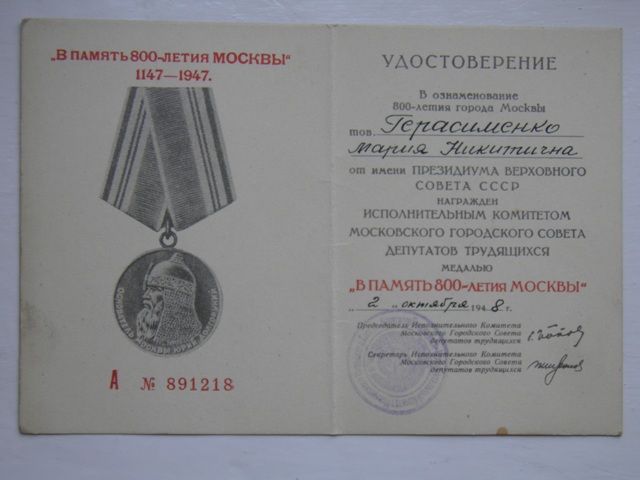 „В ПАМЯТЬ 800-ЛЕТИЯ МОСКВЫ“
1147—1947.
А № 891218
УДОСТОВЕРЕНИЕ
В ознаменование
800-летия города Москвы
тов. Герасименко
Мария Никитична
от имени ПРЕЗИДИУМА ВЕРХОВНОГО
СОВЕТА СССР
НАГРАЖДЕН
ИСПОЛНИТЕЛЬНЫМ КОМИТЕТОМ
МОСКОВСКОГО ГОРОДСКОГО СОВЕТА
ДЕПУТАТОВ ТРУДЯЩИХСЯ
МЕДАЛЬЮ
„В ПАМЯТЬ 800-ЛЕТИЯ МОСКВЫ“
„2„ октября 1948 г.
Председатель Исполнительного Комитета
Московского Городского Совета
депутатов трудящихся
Секретарь Исполнительного Комитета
Московского Городского Совета
депутатов трудящихся